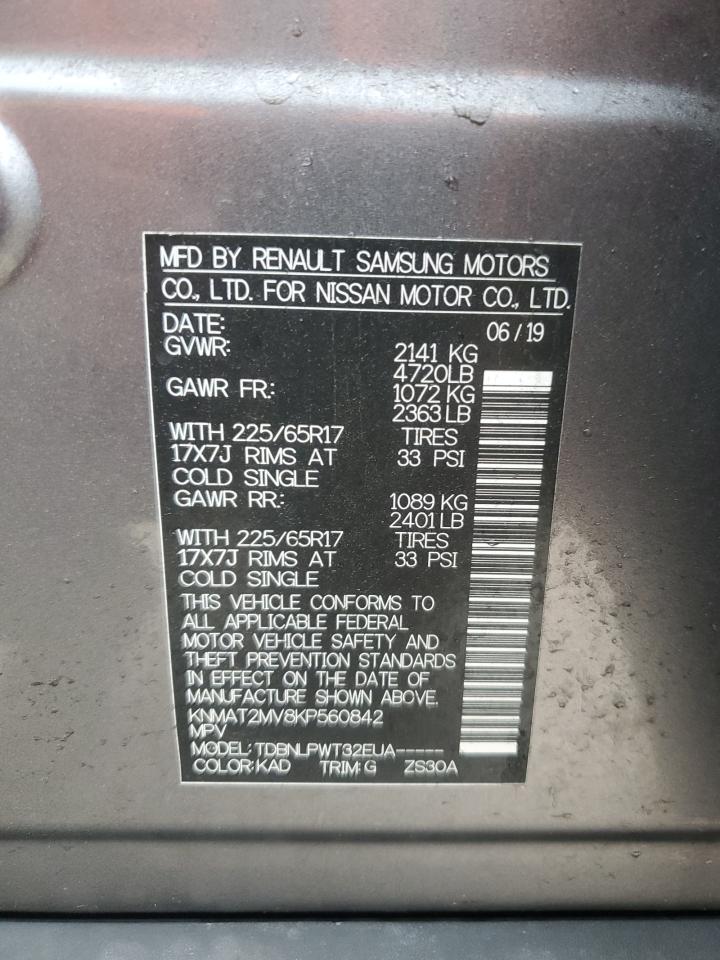 MFD BY RENAULT SAMSUNG MOTORS
CO., LTD. FOR NISSAN MOTOR CO., LTD.
DATE: 06/19
GVWR: 2141 KG
4720LB
GAWR FR: 1072 KG
2363LB
WITH 225/65R17 TIRES
17X7J RIMS AT 33 PSI
COLD SINGLE
GAWR RR: 1089 KG
2401LB
WITH 225/65R17 TIRES
17X7J RIMS AT 33 PSI
COLD SINGLE
THIS VEHICLE CONFORMS TO
ALL APPLICABLE FEDERAL
MOTOR VEHICLE SAFETY AND
THEFT PREVENTION STANDARDS
IN EFFECT ON THE DATE OF
MANUFACTURE SHOWN ABOVE.
KNMAT2MV8KP560842
MPV
MODEL: TDBNLPWT32EUA-----
COLOR:KAD TRIM:G ZS30A